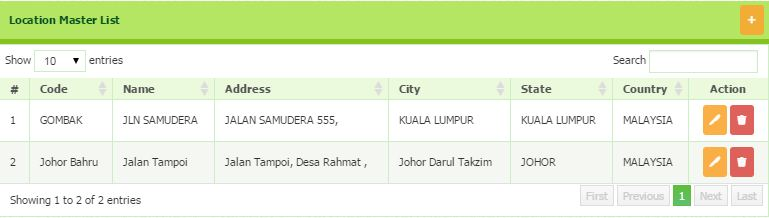 Location Master List +
Show 10 entries Search
# Code Name Address City State Country Action
1 GOMBAK JLN SAMUDERA JALAN SAMUDERA 555, KUALA LUMPUR KUALA LUMPUR MALAYSIA
2 Johor Bahru Jalan Tampoi Jalan Tampoi, Desa Rahmat , Johor Darul Takzim JOHOR MALAYSIA
Showing 1 to 2 of 2 entries First Previous 1 Next Last